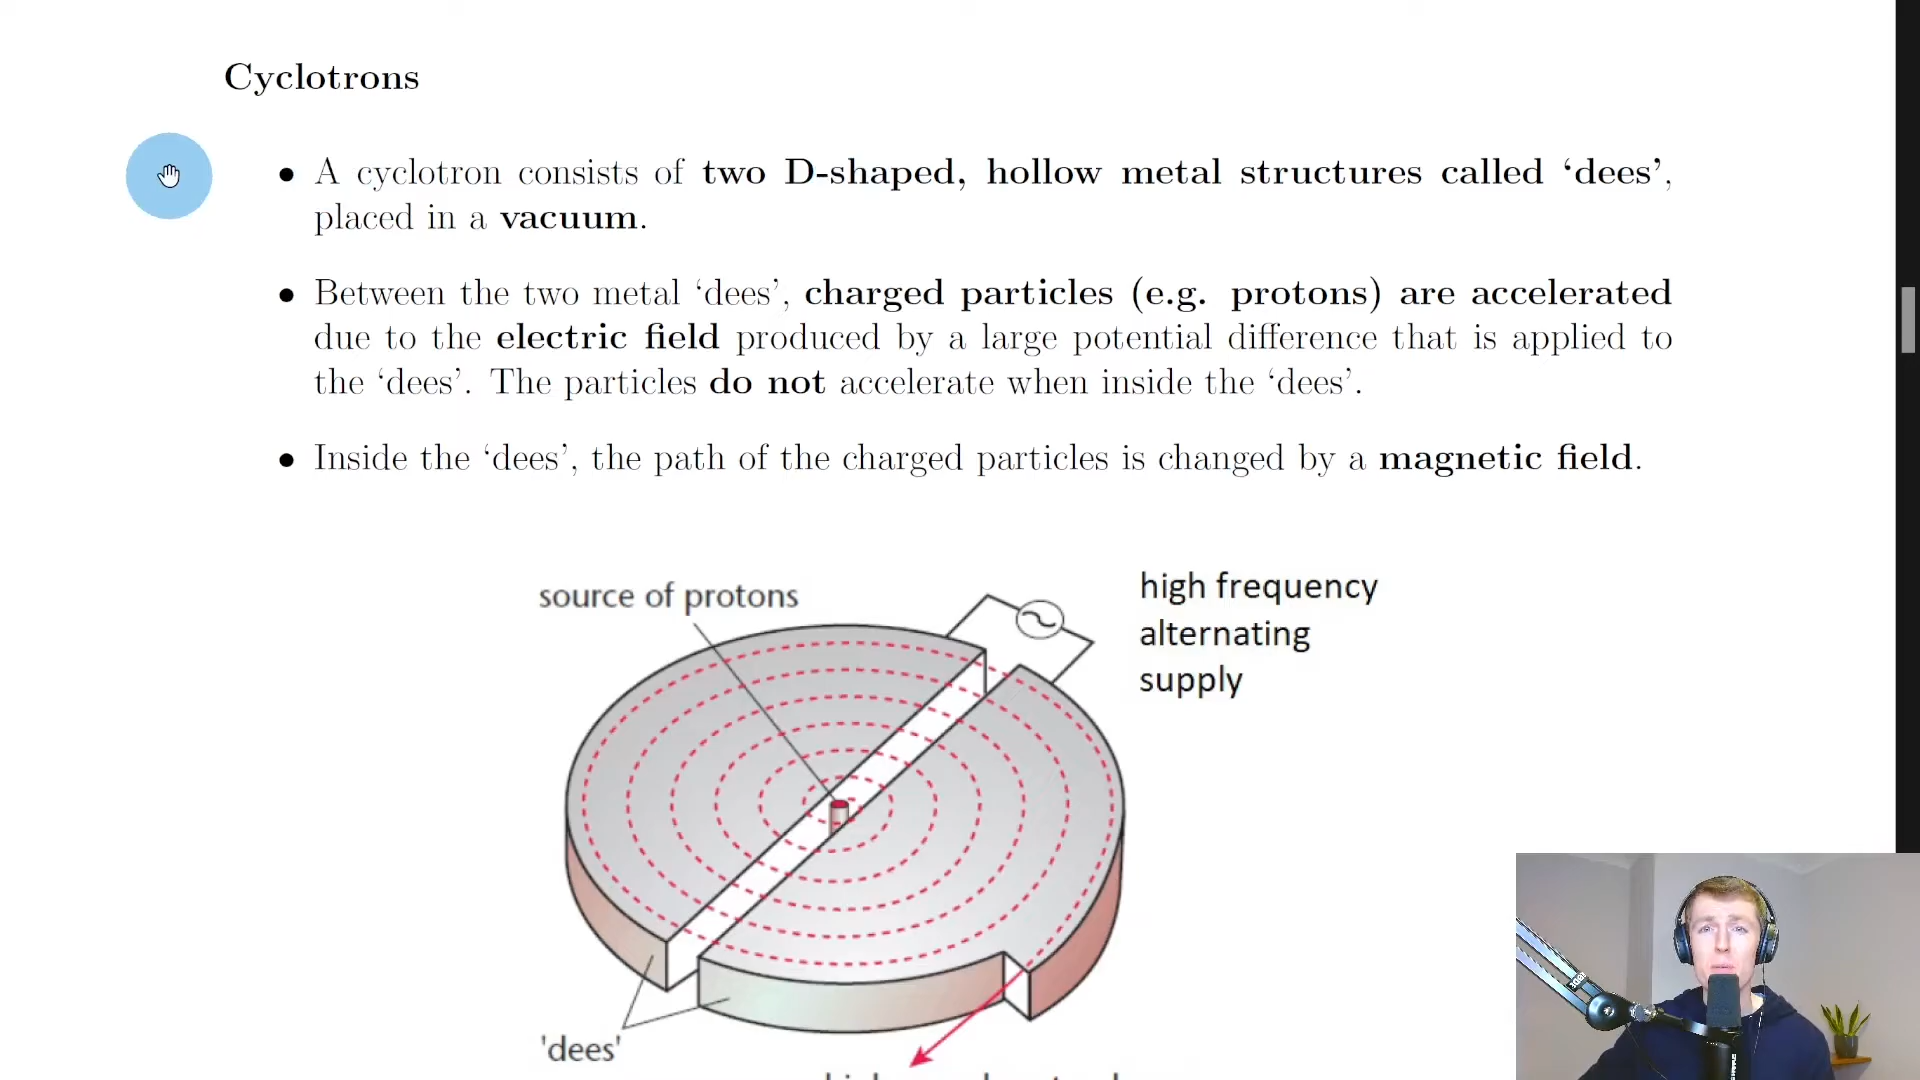 Cyclotrons
• A cyclotron consists of two D-shaped, hollow metal structures called ‘dees’,
placed in a vacuum.
• Between the two metal ‘dees’, charged particles (e.g. protons) are accelerated
due to the electric field produced by a large potential difference that is applied to
the ‘dees’. The particles do not accelerate when inside the ‘dees’.
• Inside the ‘dees’, the path of the charged particles is changed by a magnetic field.
source of protons
high frequency
alternating
supply
'dees'